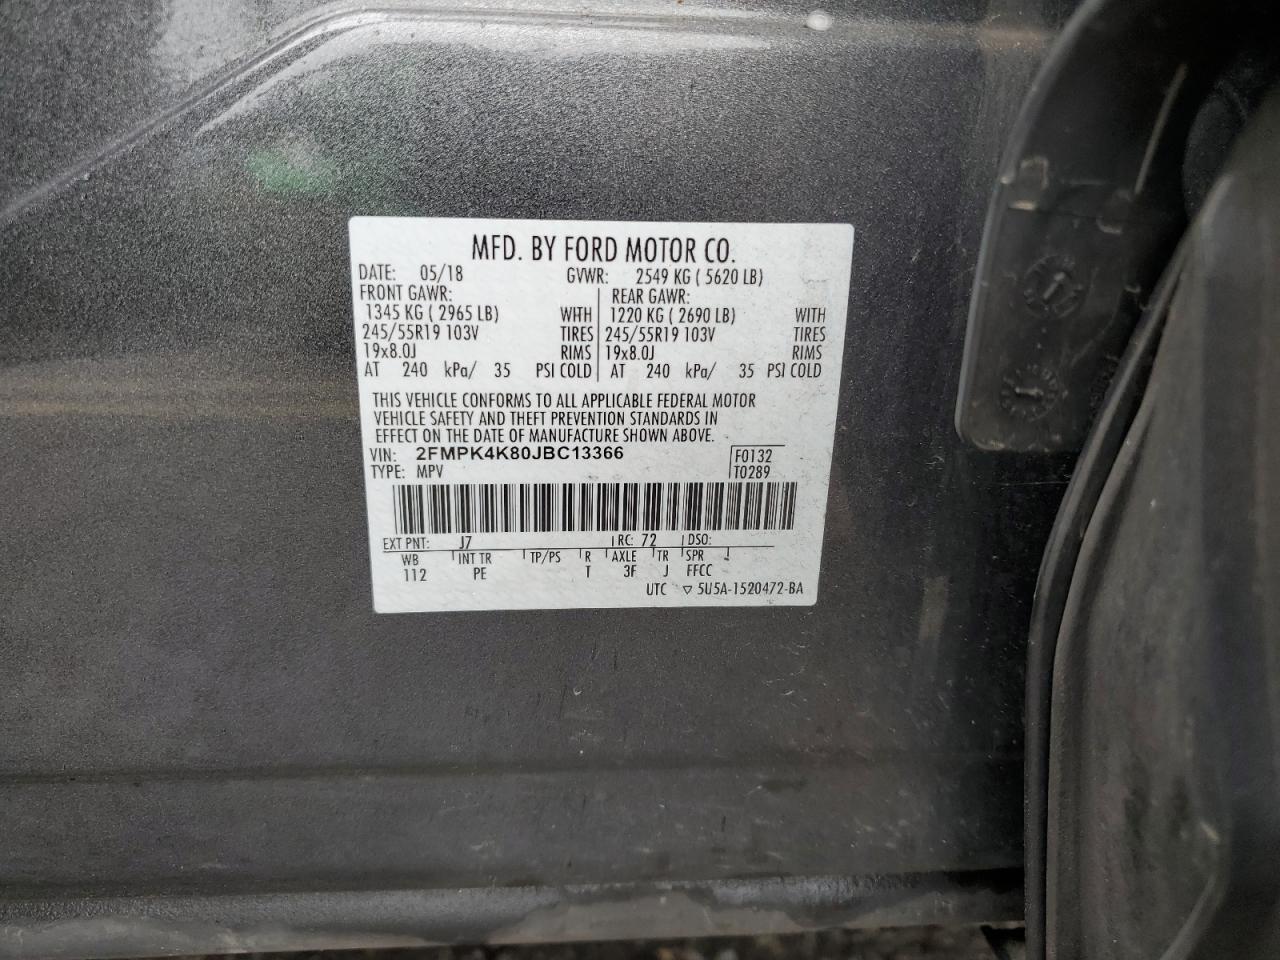 MFD. BY FORD MOTOR CO.
DATE: 05/18 GVWR: 2549 KG ( 5620 LB)
FRONT GAWR: REAR GAWR:
1345 KG ( 2965 LB) WITH 1220 KG ( 2690 LB) WITH
245/55R19 103V TIRES 245/55R19 103V TIRES
19x8.0J RIMS 19x8.0J RIMS
AT 240 kPa/ 35 PSI COLD AT 240 kPa/ 35 PSI COLD
THIS VEHICLE CONFORMS TO ALL APPLICABLE FEDERAL MOTOR
VEHICLE SAFETY AND THEFT PREVENTION STANDARDS IN
EFFECT ON THE DATE OF MANUFACTURE SHOWN ABOVE.
VIN: 2FMPK4K80JBC13366 F0132
TYPE: MPV T0289
EXT PNT: J7 RC: 72 DSO:
WB INT TR TP/PS R AXLE TR SPR
112 PE T 3F J FFCC
UTC ▽ 5U5A-1520472-BA